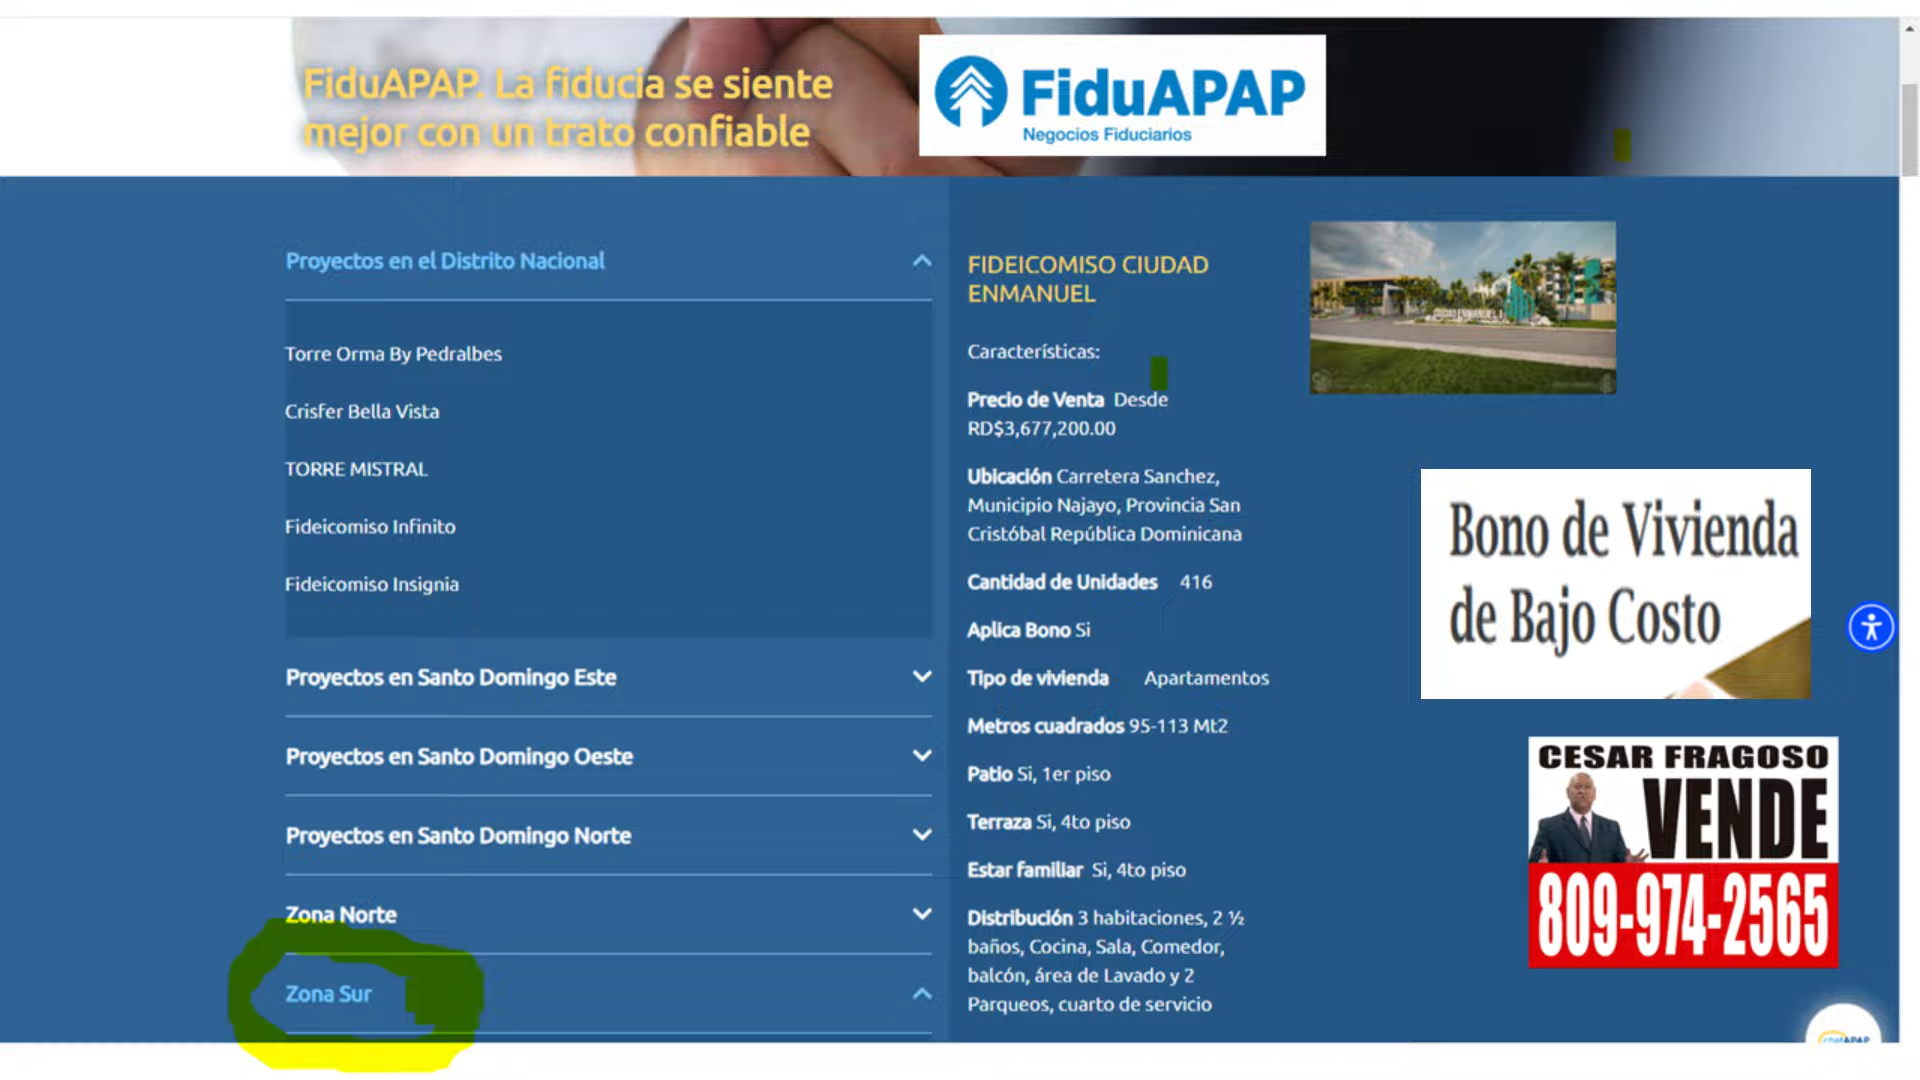 FiduAPAP. La fiducia se siente
mejor con un trato confiable
FiduAPAP
Negocios Fiduciarios
Proyectos en el Distrito Nacional
Torre Orma By Pedralbes
Crisfer Bella Vista
TORRE MISTRAL
Fideicomiso Infinito
Fideicomiso Insignia
Proyectos en Santo Domingo Este
Proyectos en Santo Domingo Oeste
Proyectos en Santo Domingo Norte
Zona Norte
Zona Sur
FIDEICOMISO CIUDAD
ENMANUEL
Características:
Precio de Venta Desde
RD$3,677,200.00
Ubicación Carretera Sanchez,
Municipio Najayo, Provincia San
Cristóbal República Dominicana
Cantidad de Unidades 416
Aplica Bono Si
Tipo de vivienda Apartamentos
Metros cuadrados 95-113 Mt2
Patio Si, 1er piso
Terraza Si, 4to piso
Estar familiar Si, 4to piso
Distribución 3 habitaciones, 2 ½
baños, Cocina, Sala, Comedor,
balcón, área de Lavado y 2
Parqueos, cuarto de servicio
Bono de Vivienda
de Bajo Costo
CESAR FRAGOSO
VENDE
809-974-2565